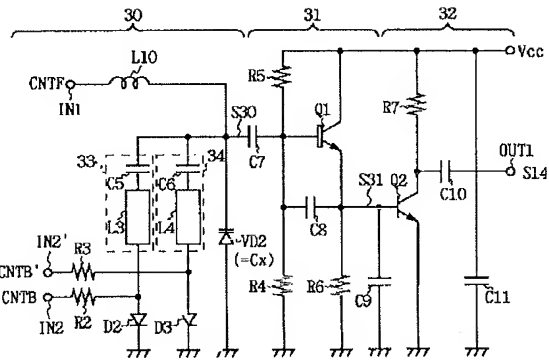 30 31 32
L10 Vcc
CNTF R5 R7
IN1 S30 Q1 OUT1
33 34 C7 S31 Q2 C10 S14
C5 C6 C8
L3 L4
IN2' VD2
CNTB' R3 (=Cx)
CNTB R4 R6 C9 C11
IN2 R2 D2 D3